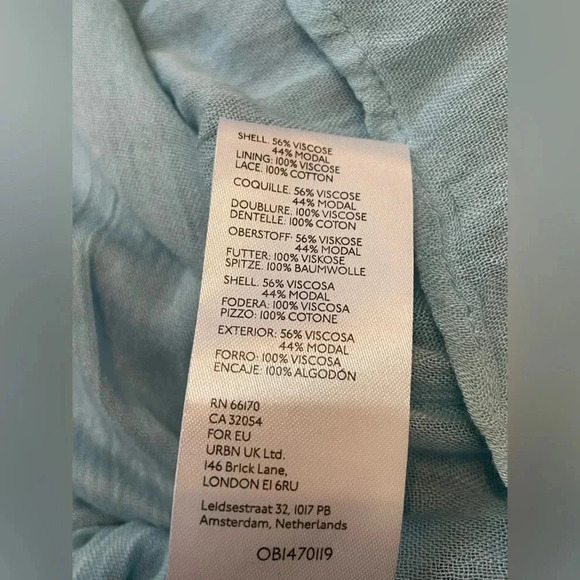 SHELL. 56% VISCOSE
44% MODAL
LINING: 100% VISCOSE
LACE. 100% COTTON
COQUILLE. 56% VISCOSE
44% MODAL
DOUBLURE: 100% VISCOSE
DENTELLE. 100% COTON
OBERSTOFF: 56% VISKOSE
44% MODAL
FUTTER: 100% VISKOSE
SPITZE. 100% BAUMWOLLE
SHELL: 56% VISCOSA
44% MODAL
FODERA: 100% VISCOSA
PIZZO: 100% COTONE
EXTERIOR: 56% VISCOSA
44% MODAL
FORRO: 100% VISCOSA
ENCAJE: 100% ALGODÓN
RN 66170
CA 32054
FOR EU
URBN UK Ltd.
146 Brick Lane,
LONDON E1 6RU
Leidsestraat 32, 1017 PB
Amsterdam, Netherlands
OB1470119